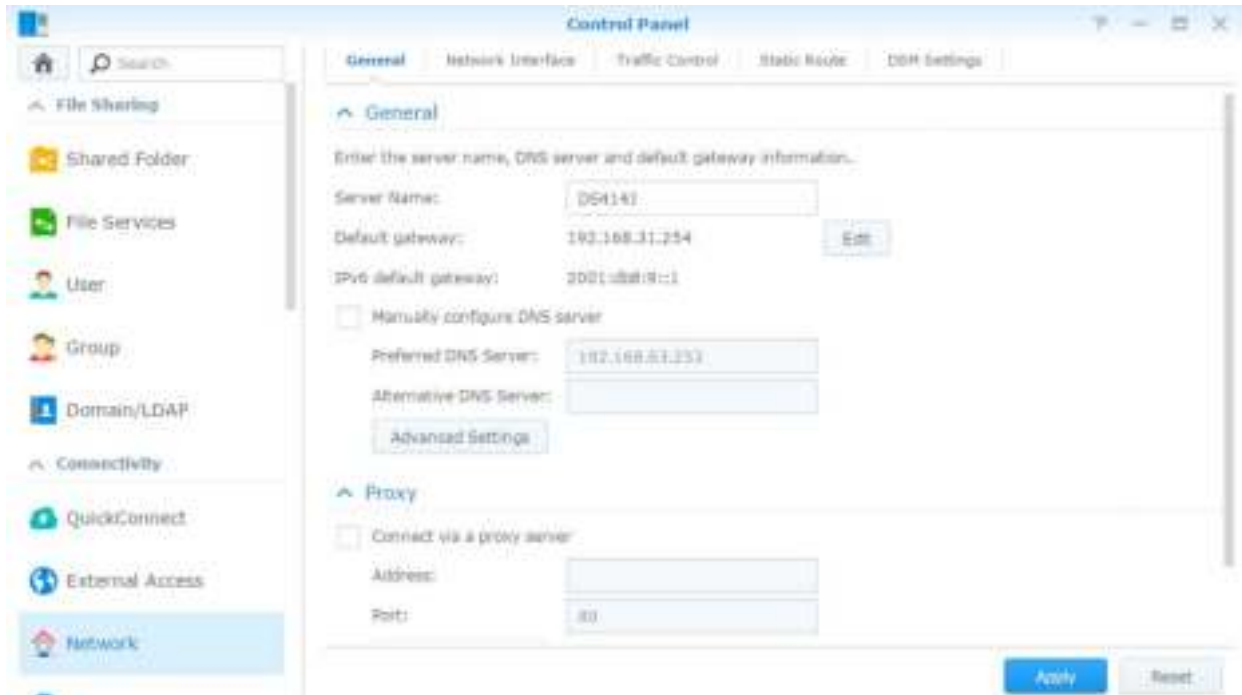 Control Panel
Search
General Network Interface Traffic Control Static Route DSM Settings
File Sharing
Shared Folder
File Services
User
Group
Domain/LDAP
Connectivity
QuickConnect
External Access
Network
General
Enter the server name, DNS server and default gateway information.
Server Name:
Default gateway: 192.168.31.254 Edit
IPv6 default gateway:
Manually configure DNS server
Preferred DNS Server:
Alternative DNS Server:
Advanced Settings
Proxy
Connect via a proxy server
Address:
Port: 80
Apply Reset